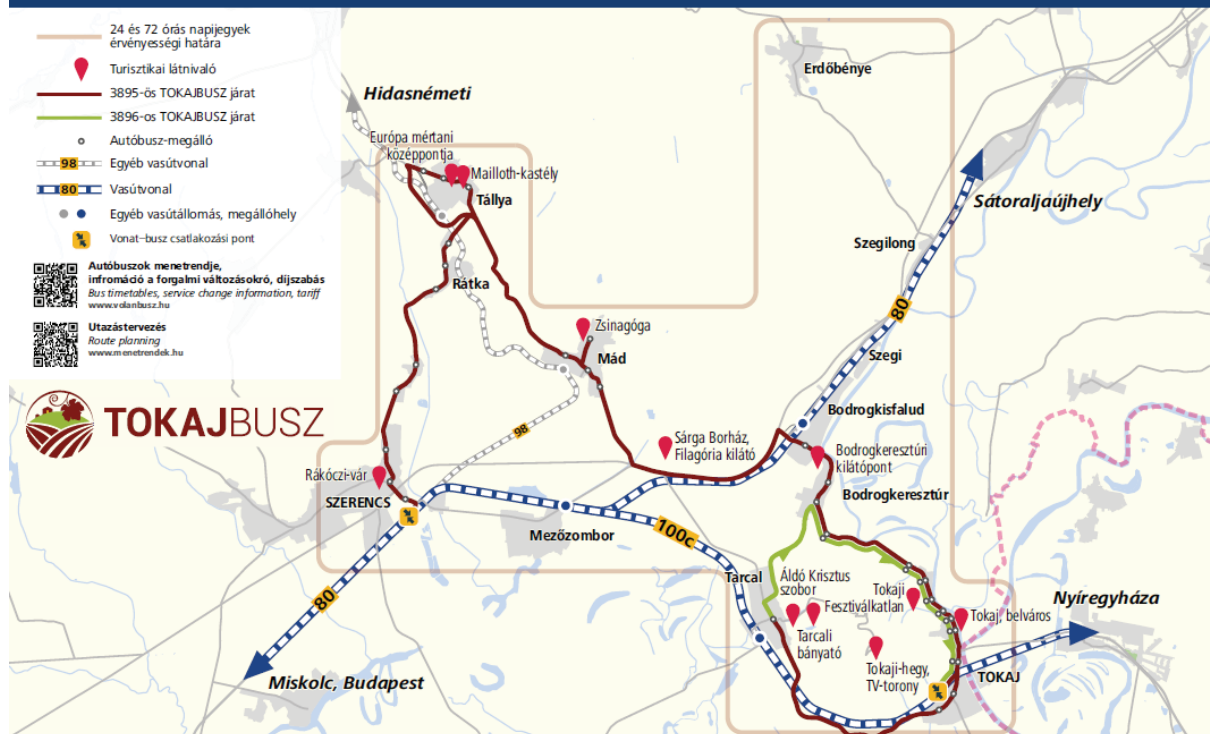 24 és 72 órás napijegyek
érvényességi határa
Turisztikai látnivaló
3895-ös TOKAJBUSZ járat
3896-os TOKAJBUSZ járat
Autóbusz-megálló
98 Egyéb vasútvonal
80 Vasútvonal
Egyéb vasútállomás, megállóhely
Vonat–busz csatlakozási pont
Autóbuszok menetrendje,
infromáció a forgalmi változásokró, díjszabás
Bus timetables, service change information, tariff
www.volanbusz.hu
Utazástervezés
Route planning
www.menetrendek.hu
TOKAJBUSZ
Hidasnémeti
Európa mértani
középpontja
Mailloth-kastély
Tállya
Rátka
Zsinagóga
Mád
98
Rákóczi-vár
SZERENCS
Mezőzombor
80
Miskolc, Budapest
Erdőbénye
Sátoraljaújhely
Szegilong
80
Szegi
Bodrogkisfalud
Sárga Borház,
Filagória kilátó
Bodrogkeresztúri
kilátópont
Bodrogkeresztúr
100c
Tarcal
Áldó Krisztus
szobor
Tokaji
Fesztiválkatlan
Tarcali
bányató
Tokaj, belváros
Tokaji-hegy,
TV-torony
TOKAJ
Nyíregyháza